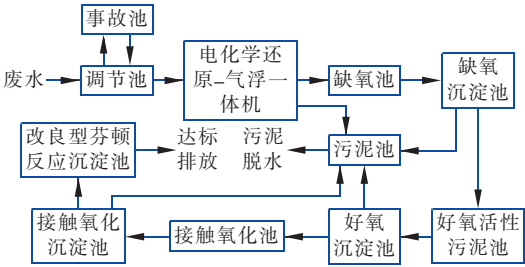 事故池
废水
调节池
电化学还
原-气浮一
体机
缺氧池
缺氧
沉淀池
改良型芬顿
反应沉淀池
达标
排放
污泥
脱水
污泥池
接触氧化
沉淀池
接触氧化池
好氧
沉淀池
好氧活性
污泥池